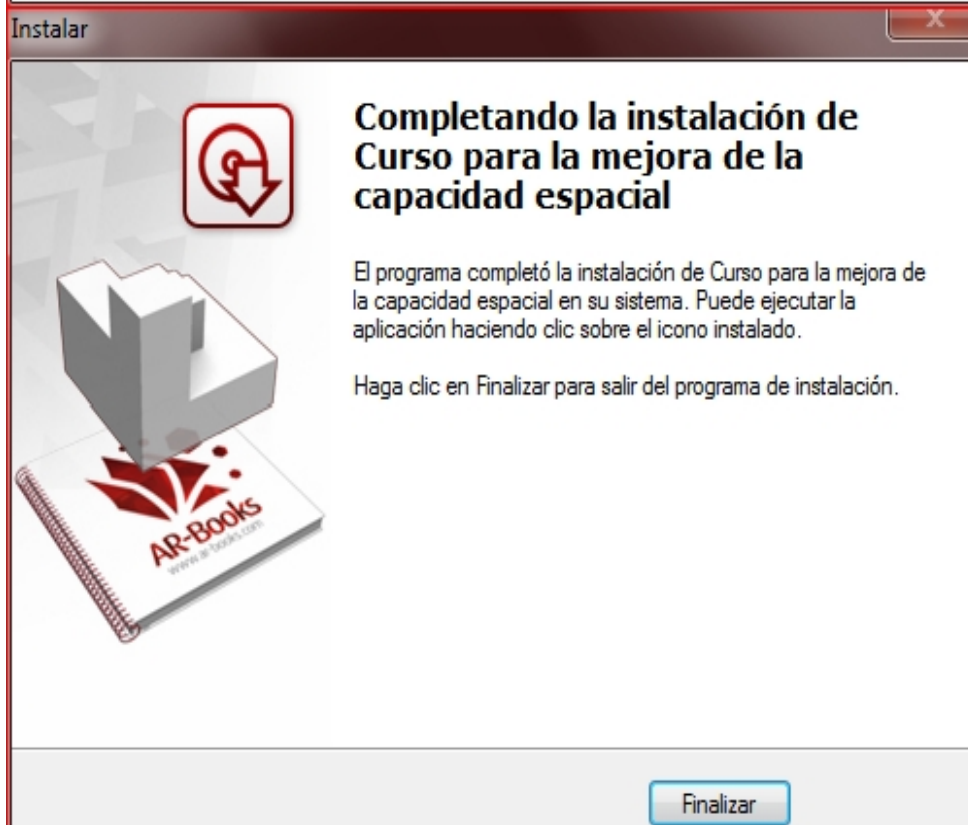 Instalar
X
Completando la instalación de
Curso para la mejora de la
capacidad espacial
El programa completó la instalación de Curso para la mejora de
la capacidad espacial en su sistema. Puede ejecutar la
aplicación haciendo clic sobre el icono instalado.
Haga clic en Finalizar para salir del programa de instalación.
AR-Books
www.ar-books.com
Finalizar